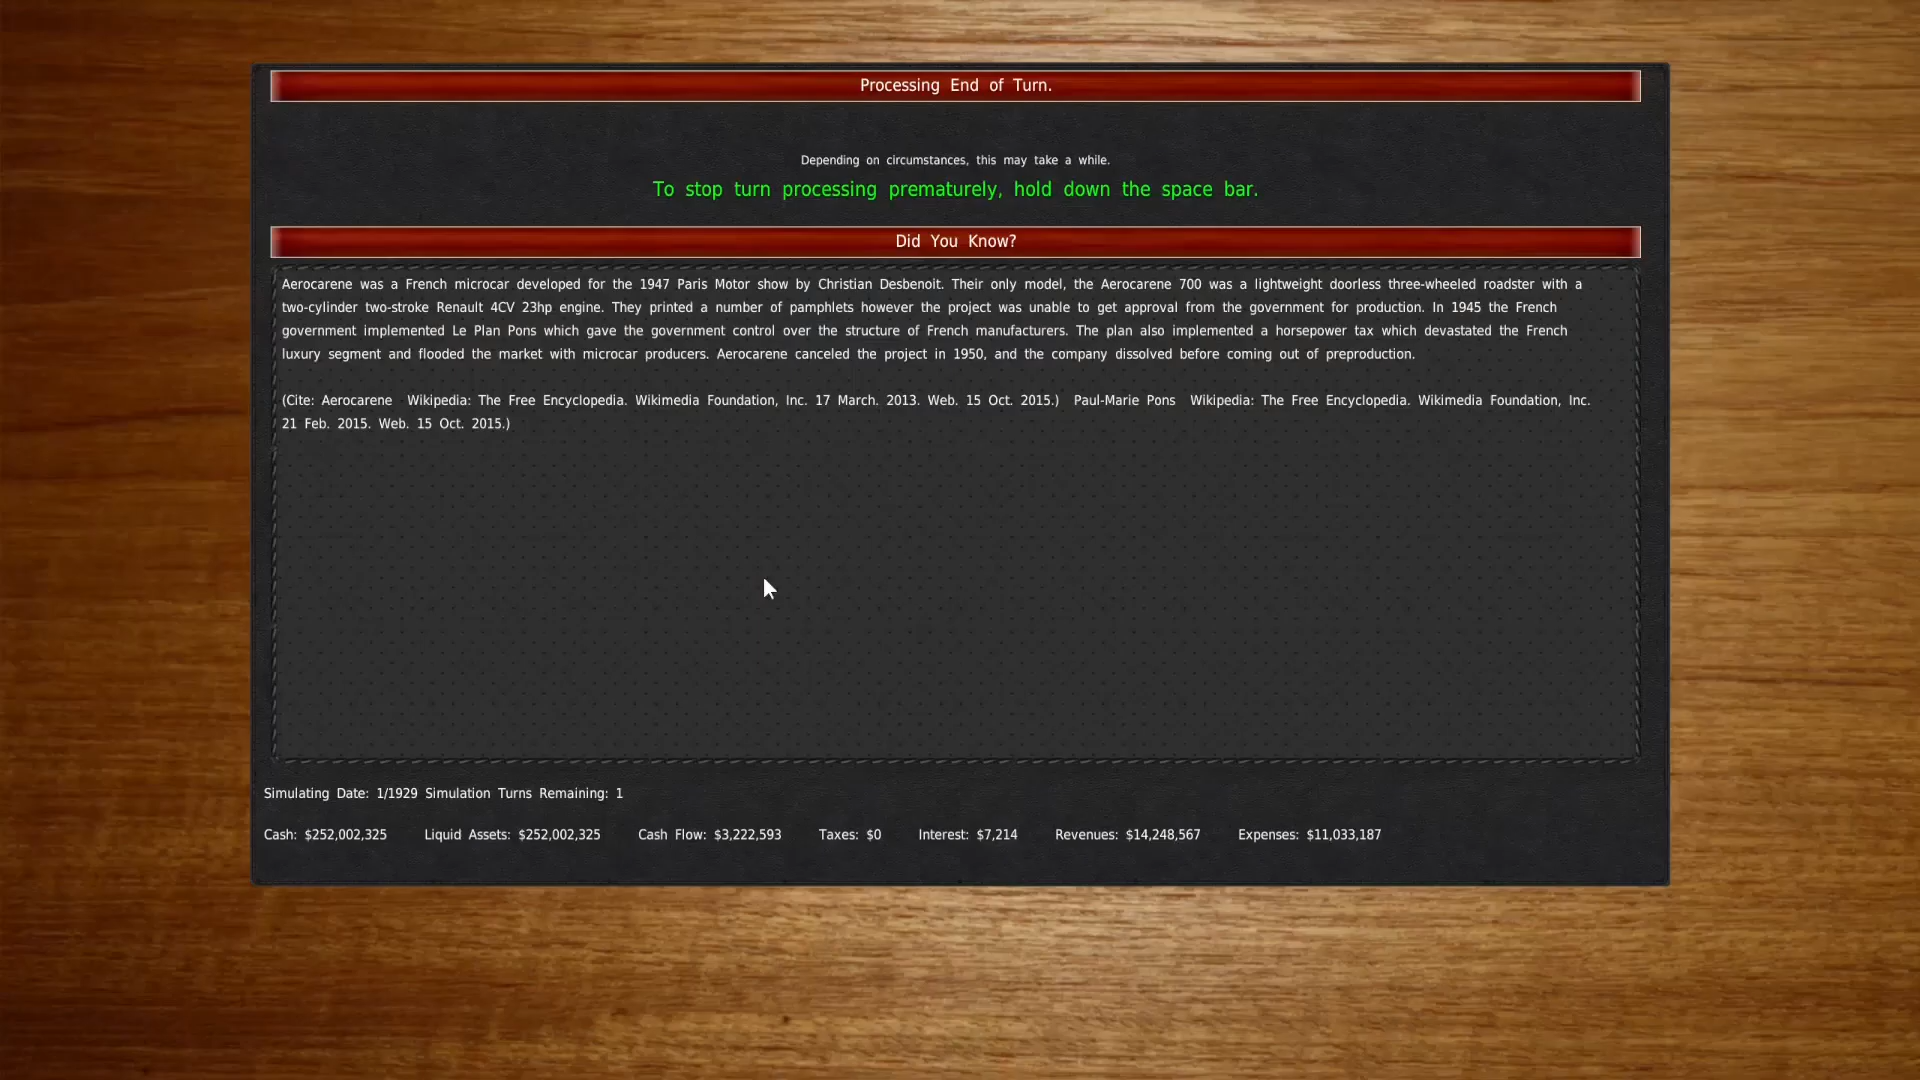 Processing End of Turn.
Depending on circumstances, this may take a while.
To stop turn processing prematurely, hold down the space bar.
Did You Know?
Aerocarene was a French microcar developed for the 1947 Paris Motor show by Christian Desbenoit. Their only model, the Aerocarene 700 was a lightweight doorless three-wheeled roadster with a
two-cylinder two-stroke Renault 4CV 23hp engine. They printed a number of pamphlets however the project was unable to get approval from the government for production. In 1945 the French
government implemented Le Plan Pons which gave the government control over the structure of French manufacturers. The plan also implemented a horsepower tax which devastated the French
luxury segment and flooded the market with microcar producers. Aerocarene canceled the project in 1950, and the company dissolved before coming out of preproduction.
(Cite: Aerocarene Wikipedia: The Free Encyclopedia. Wikimedia Foundation, Inc. 17 March. 2013. Web. 15 Oct. 2015.) Paul-Marie Pons Wikipedia: The Free Encyclopedia. Wikimedia Foundation, Inc.
21 Feb. 2015. Web. 15 Oct. 2015.)
Simulating Date: 1/1929 Simulation Turns Remaining: 1
Cash: $252,002,325 Liquid Assets: $252,002,325 Cash Flow: $3,222,593 Taxes: $0 Interest: $7,214 Revenues: $14,248,567 Expenses: $11,033,187